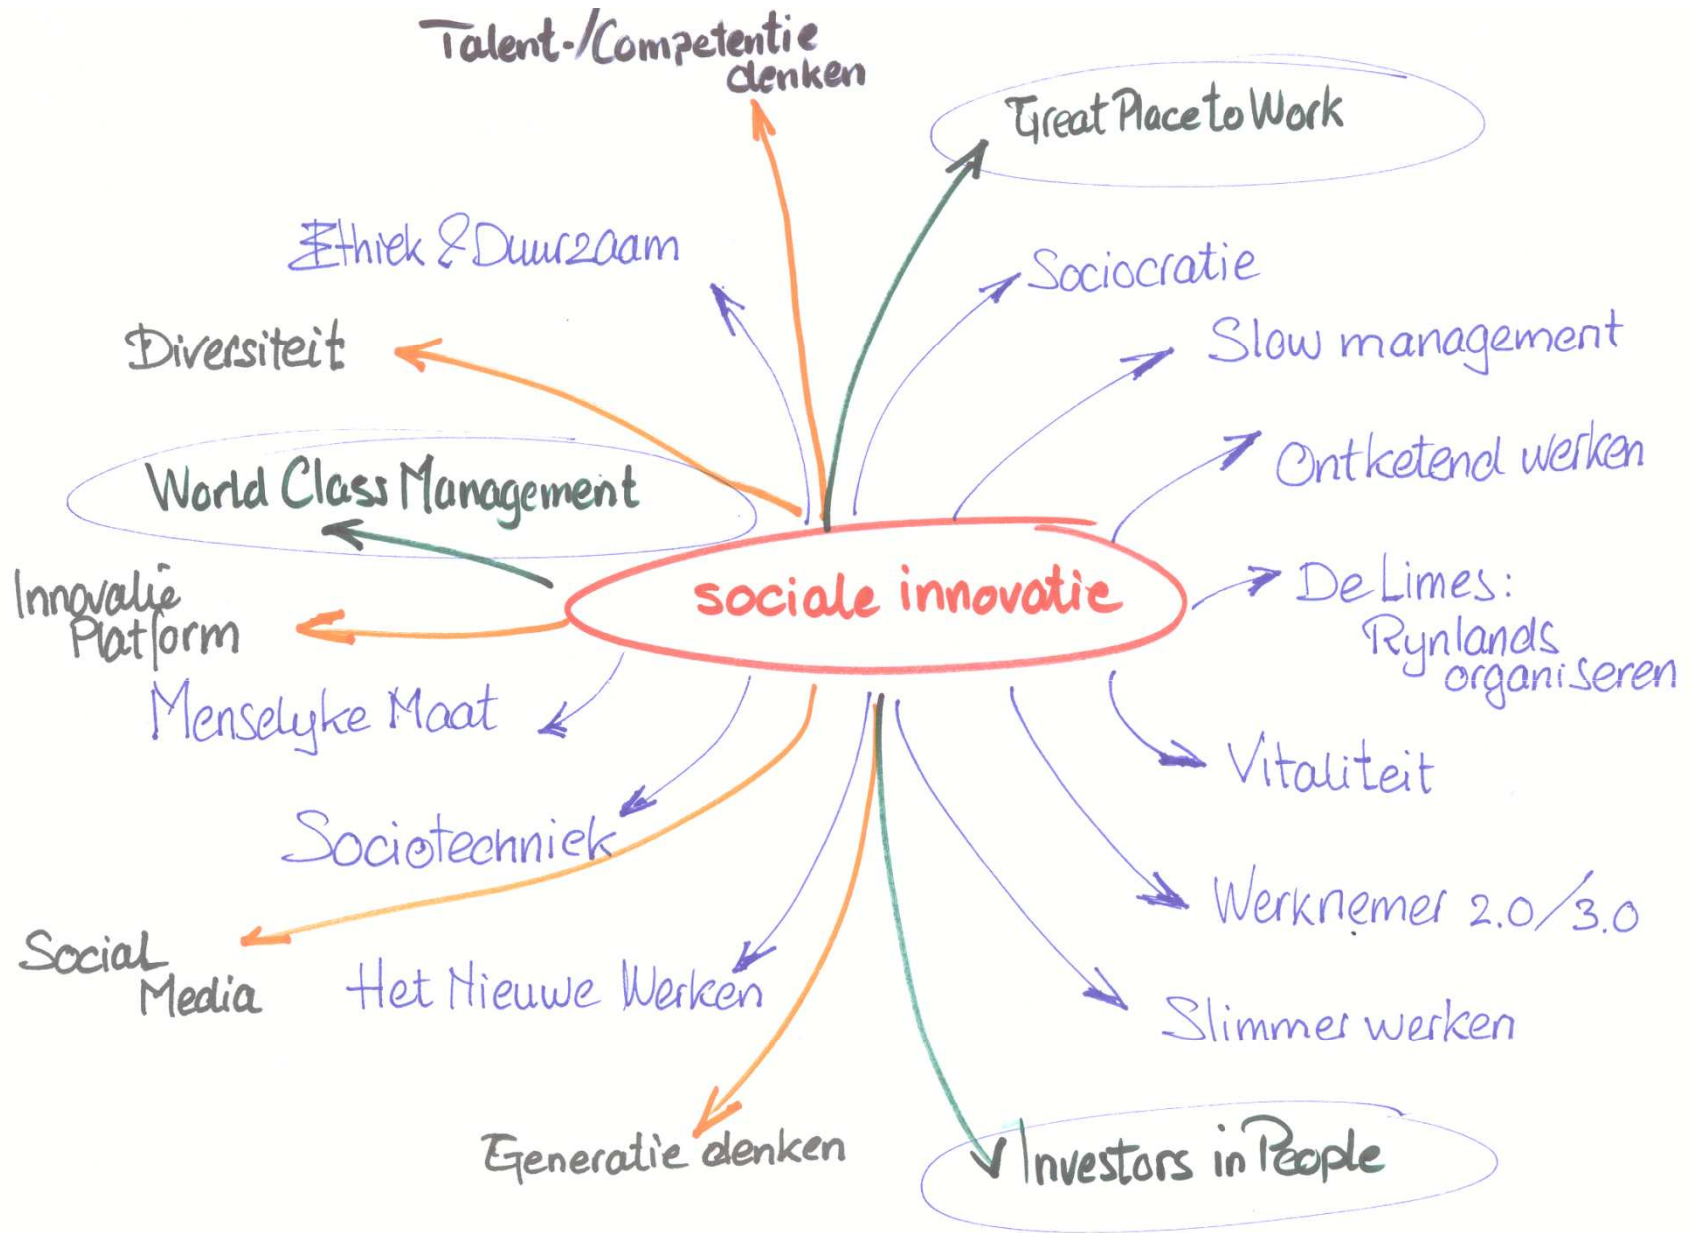 Talent-/Competentie
denken
Great Place to Work
Ethiek & Duurzaam
Sociocratie
Diversiteit
Slow management
World Class Management
Ontketend werken
sociale innovatie
Innovatie
Platform
De Limes:
Rynlands
organiseren
Menselyke Maat
Vitaliteit
Sociotechniek
Werknemer 2.0/3.0
Social
Media
Het Nieuwe Werken
Slimmer werken
Generatie denken
Investors in People